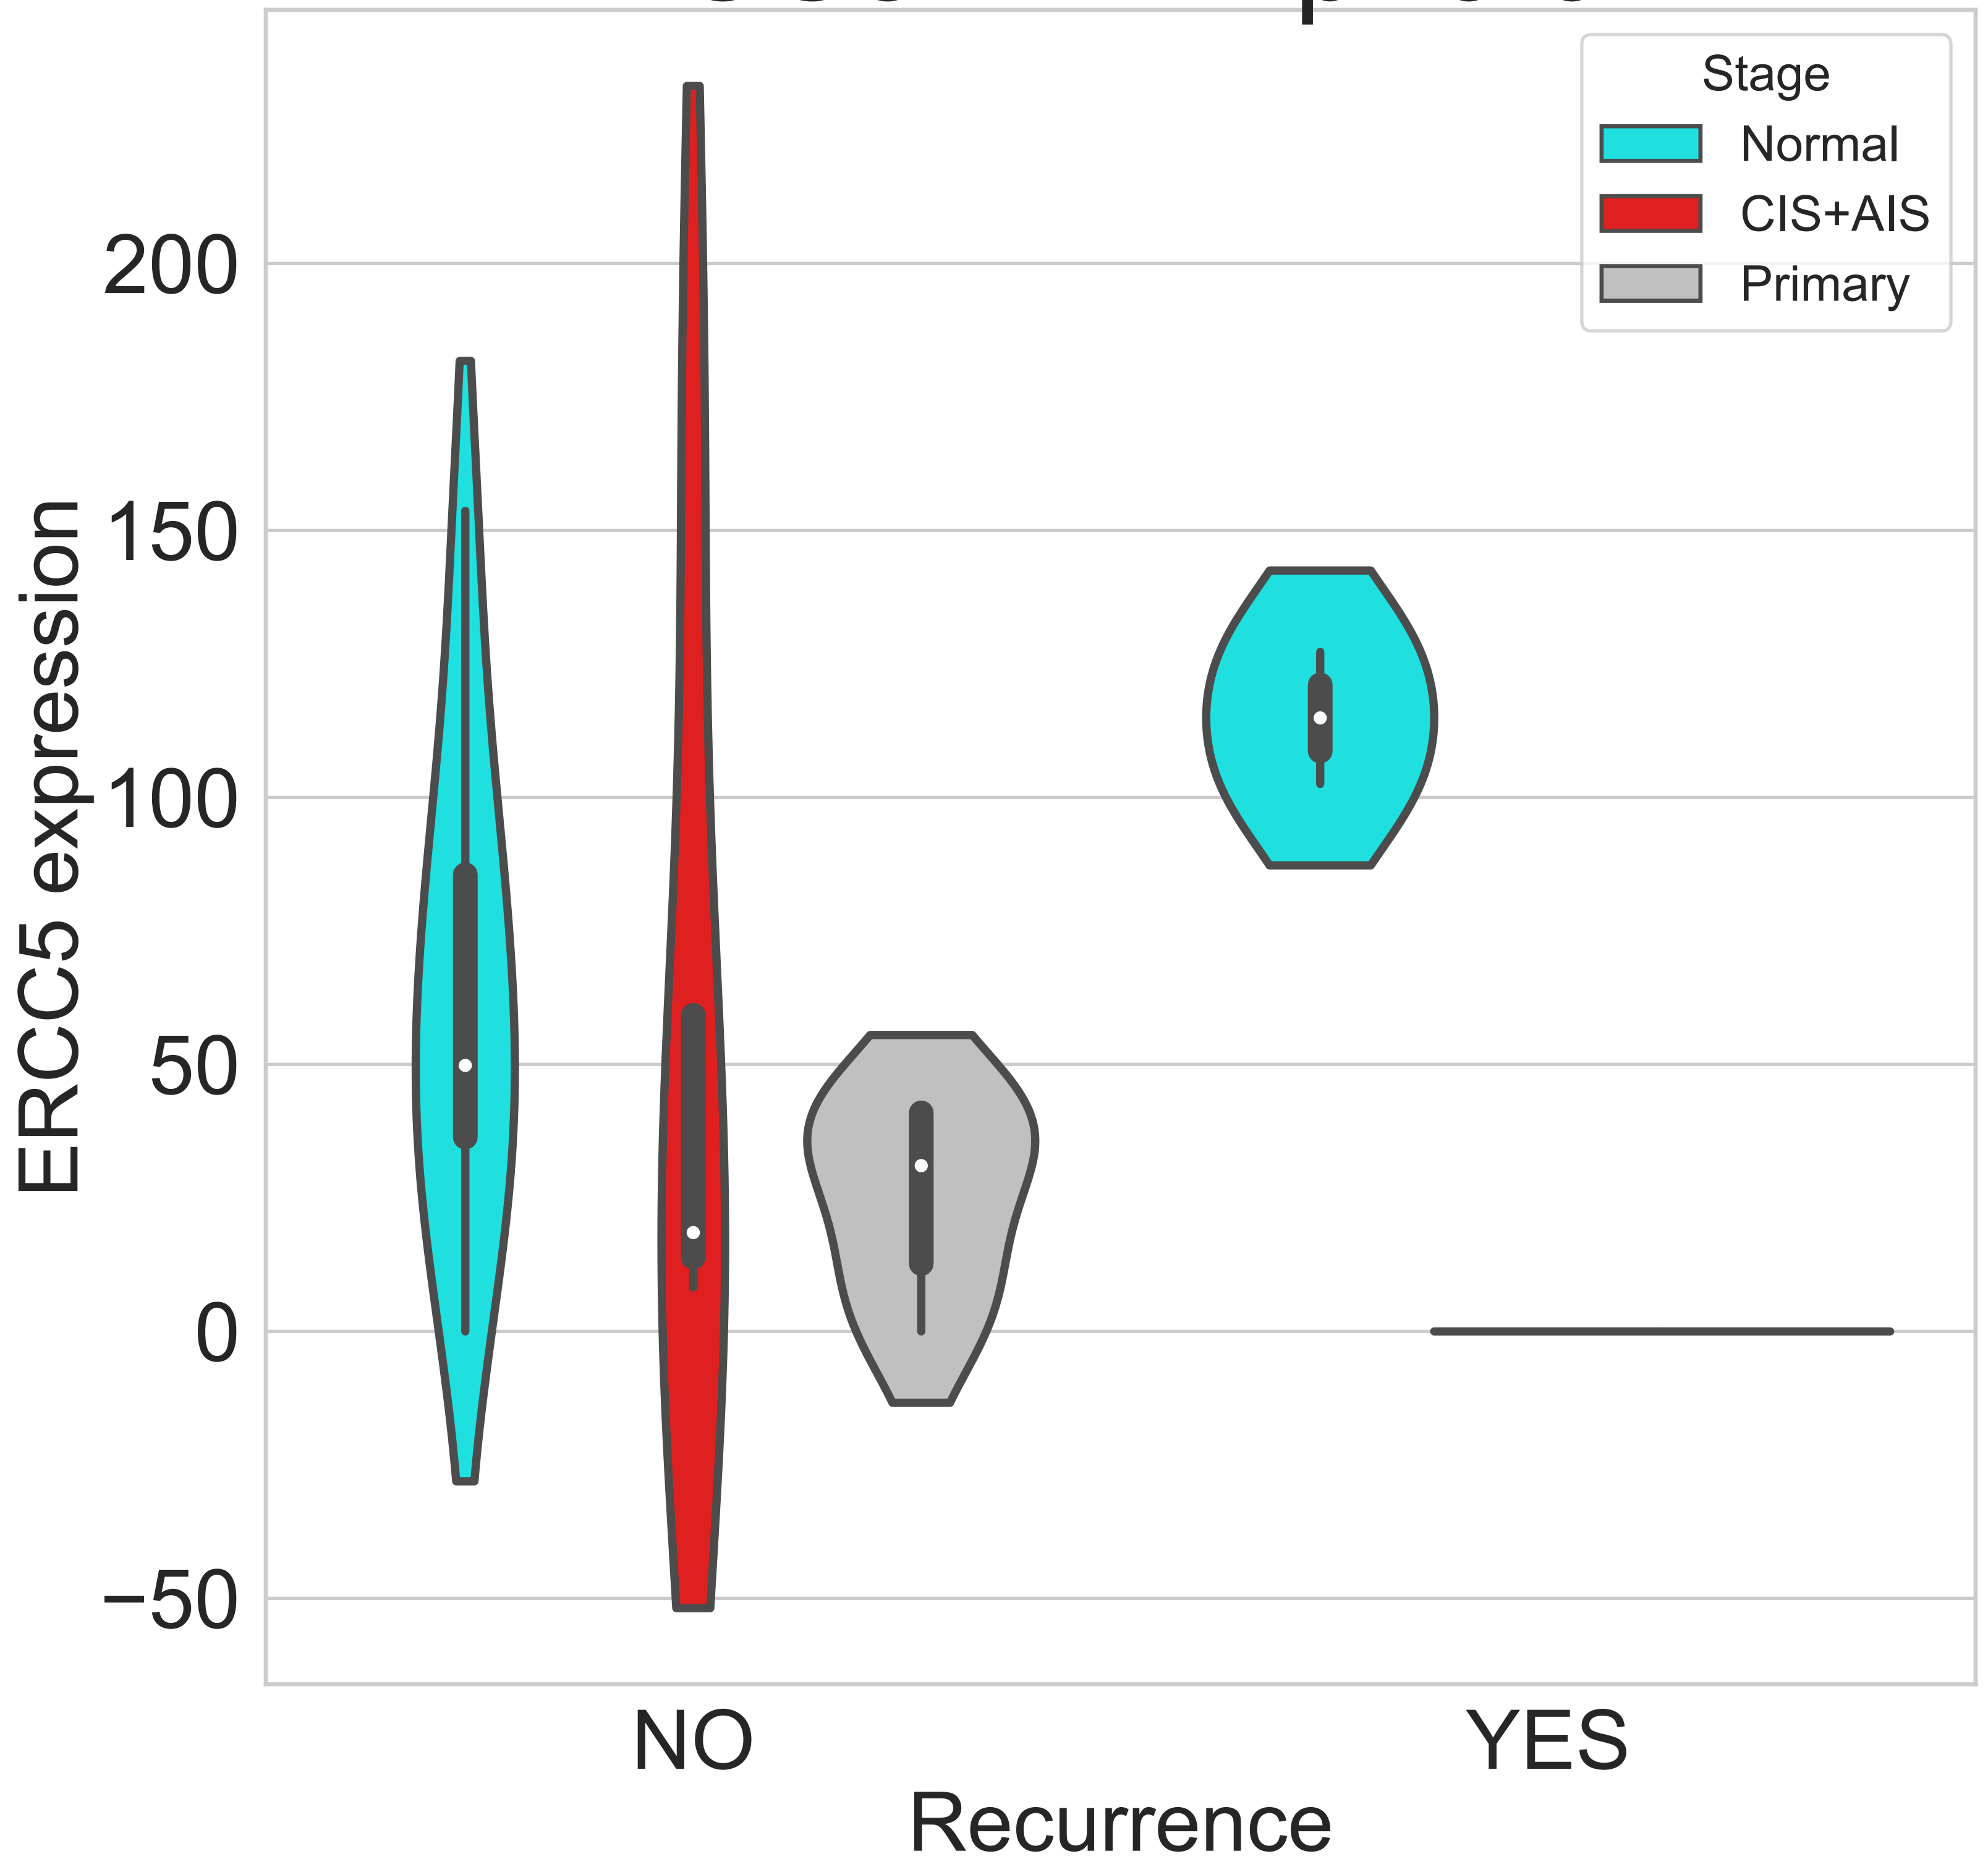 Stage
Normal
CIS+AIS
Primary
200
150
100
50
0
−50
ERCC5 expression
NO
YES
Recurrence